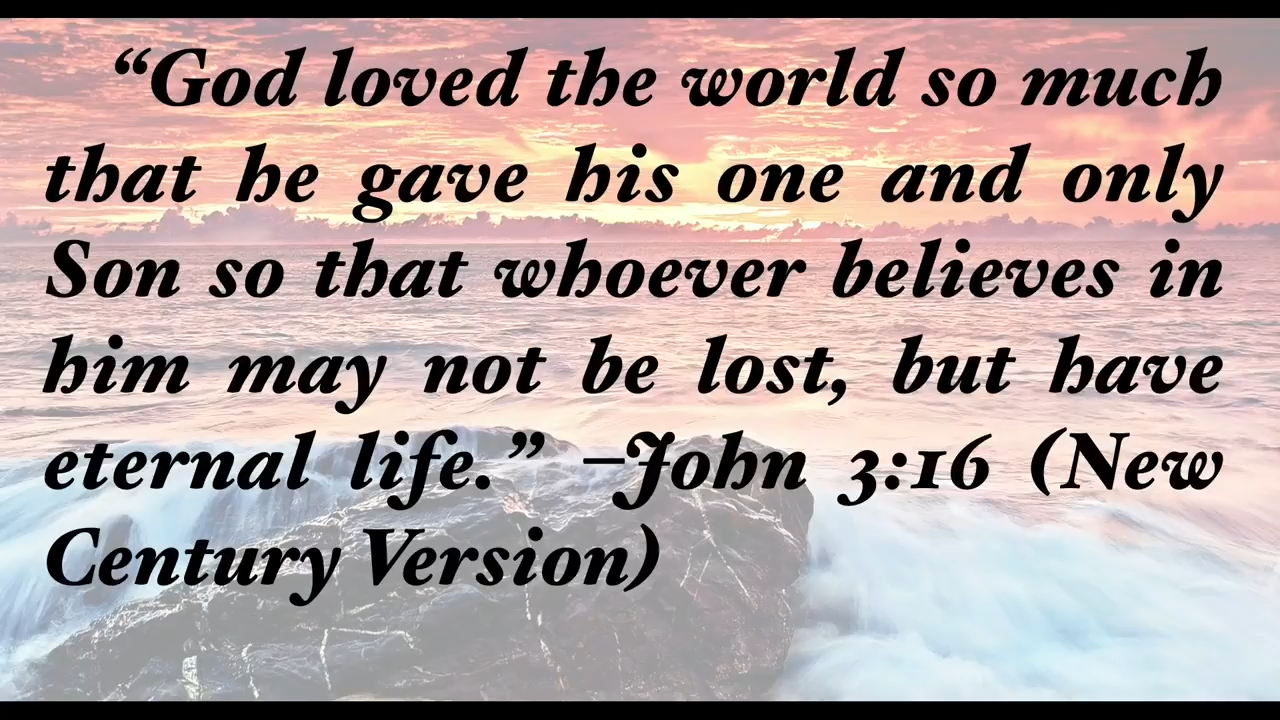 “God loved the world so much
that he gave his one and only
Son so that whoever believes in
him may not be lost, but have
eternal life.” –John 3:16 (New
Century Version)